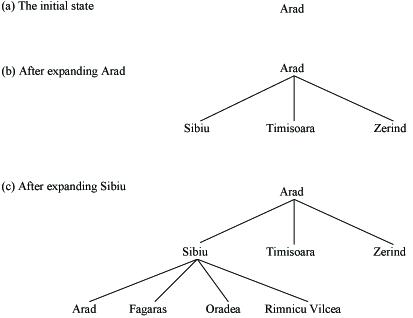 (a) The initial state
Arad
(b) After expanding Arad
Arad
Sibiu Timisoara Zerind
(c) After expanding Sibiu
Arad
Sibiu Timisoara Zerind
Arad Fagaras Oradea Rimnicu Vilcea